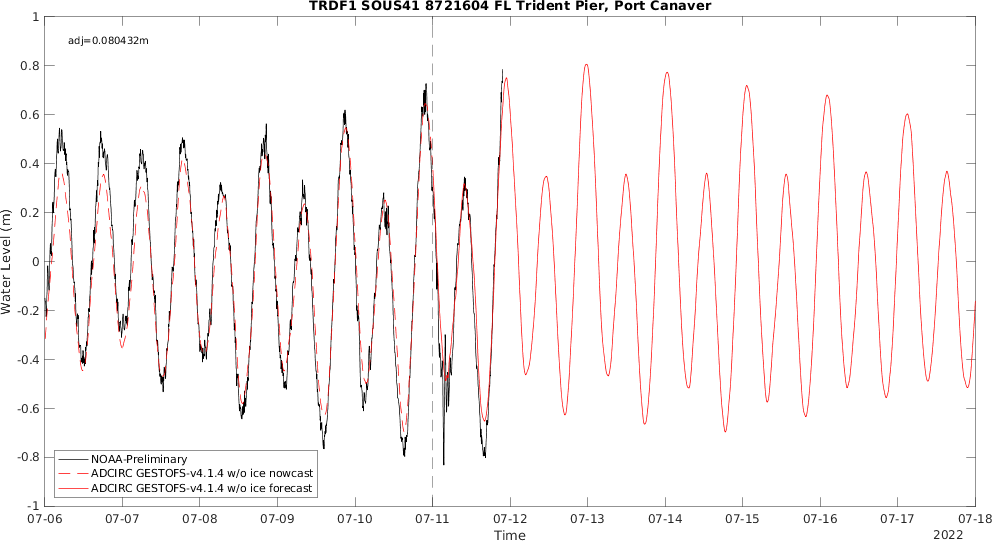 TRDF1 SOUS41 8721604 FL Trident Pier, Port Canaver
adj=0.080432m
1
0.8
0.6
0.4
0.2
0
-0.2
-0.4
-0.6
-0.8
-1
Water Level (m)
NOAA-Preliminary
ADCIRC GESTOFS-v4.1.4 w/o ice nowcast
ADCIRC GESTOFS-v4.1.4 w/o ice forecast
07-06 07-07 07-08 07-09 07-10 07-11 07-12 07-13 07-14 07-15 07-16 07-17 07-18
Time
2022